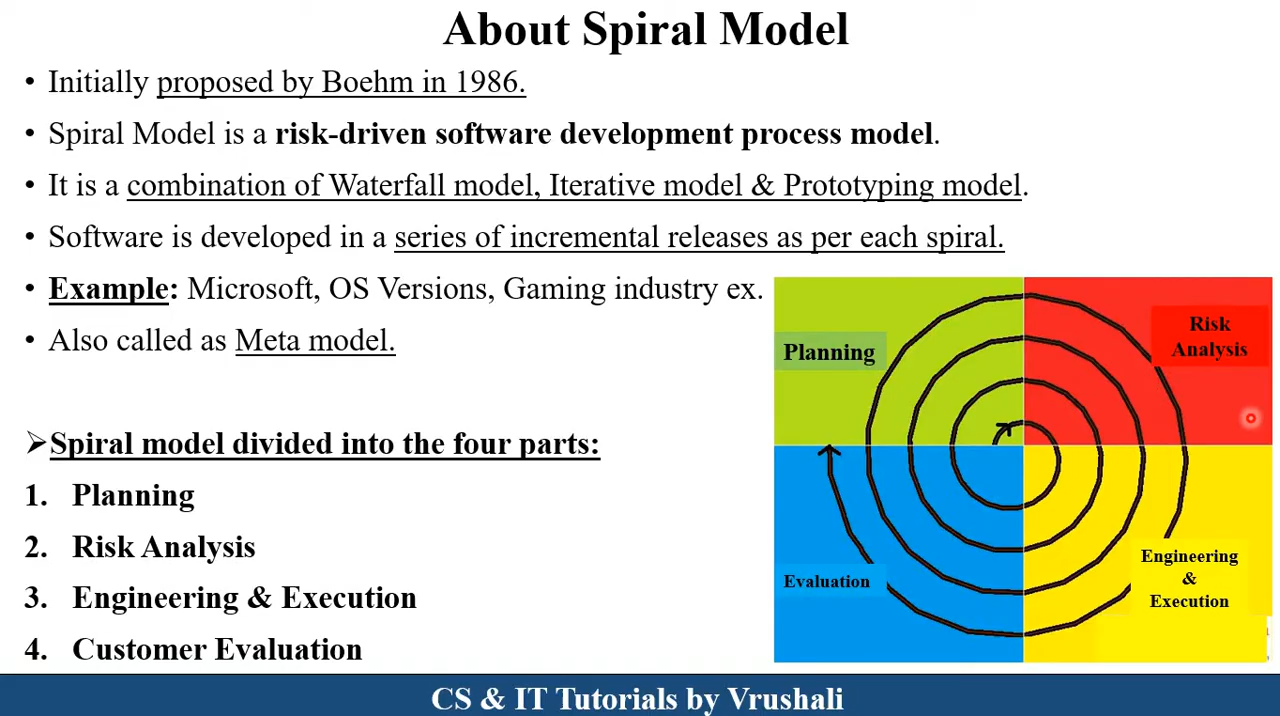 About Spiral Model
• Initially proposed by Boehm in 1986.
• Spiral Model is a risk-driven software development process model.
• It is a combination of Waterfall model, Iterative model & Prototyping model.
• Software is developed in a series of incremental releases as per each spiral.
• Example: Microsoft, OS Versions, Gaming industry ex.
• Also called as Meta model.
➢Spiral model divided into the four parts:
1. Planning
2. Risk Analysis
3. Engineering & Execution
4. Customer Evaluation
Planning
Risk
Analysis
Evaluation
Engineering
&
Execution
CS & IT Tutorials by Vrushali